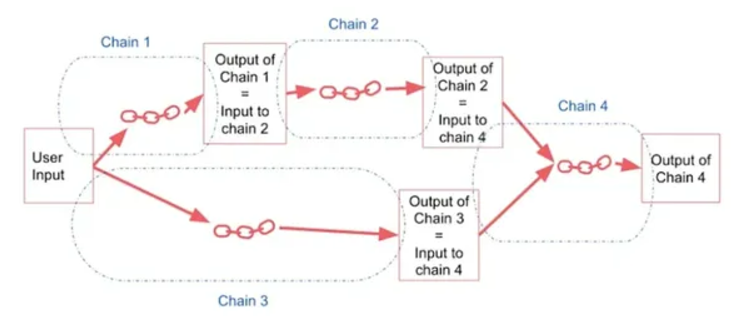 Chain 1
Chain 2
Output of
Chain 1
=
Input to
chain 2
Output of
Chain 2
=
Input to
chain 4
Chain 4
User
Input
Output of
Chain 4
Output of
Chain 3
=
Input to
chain 4
Chain 3